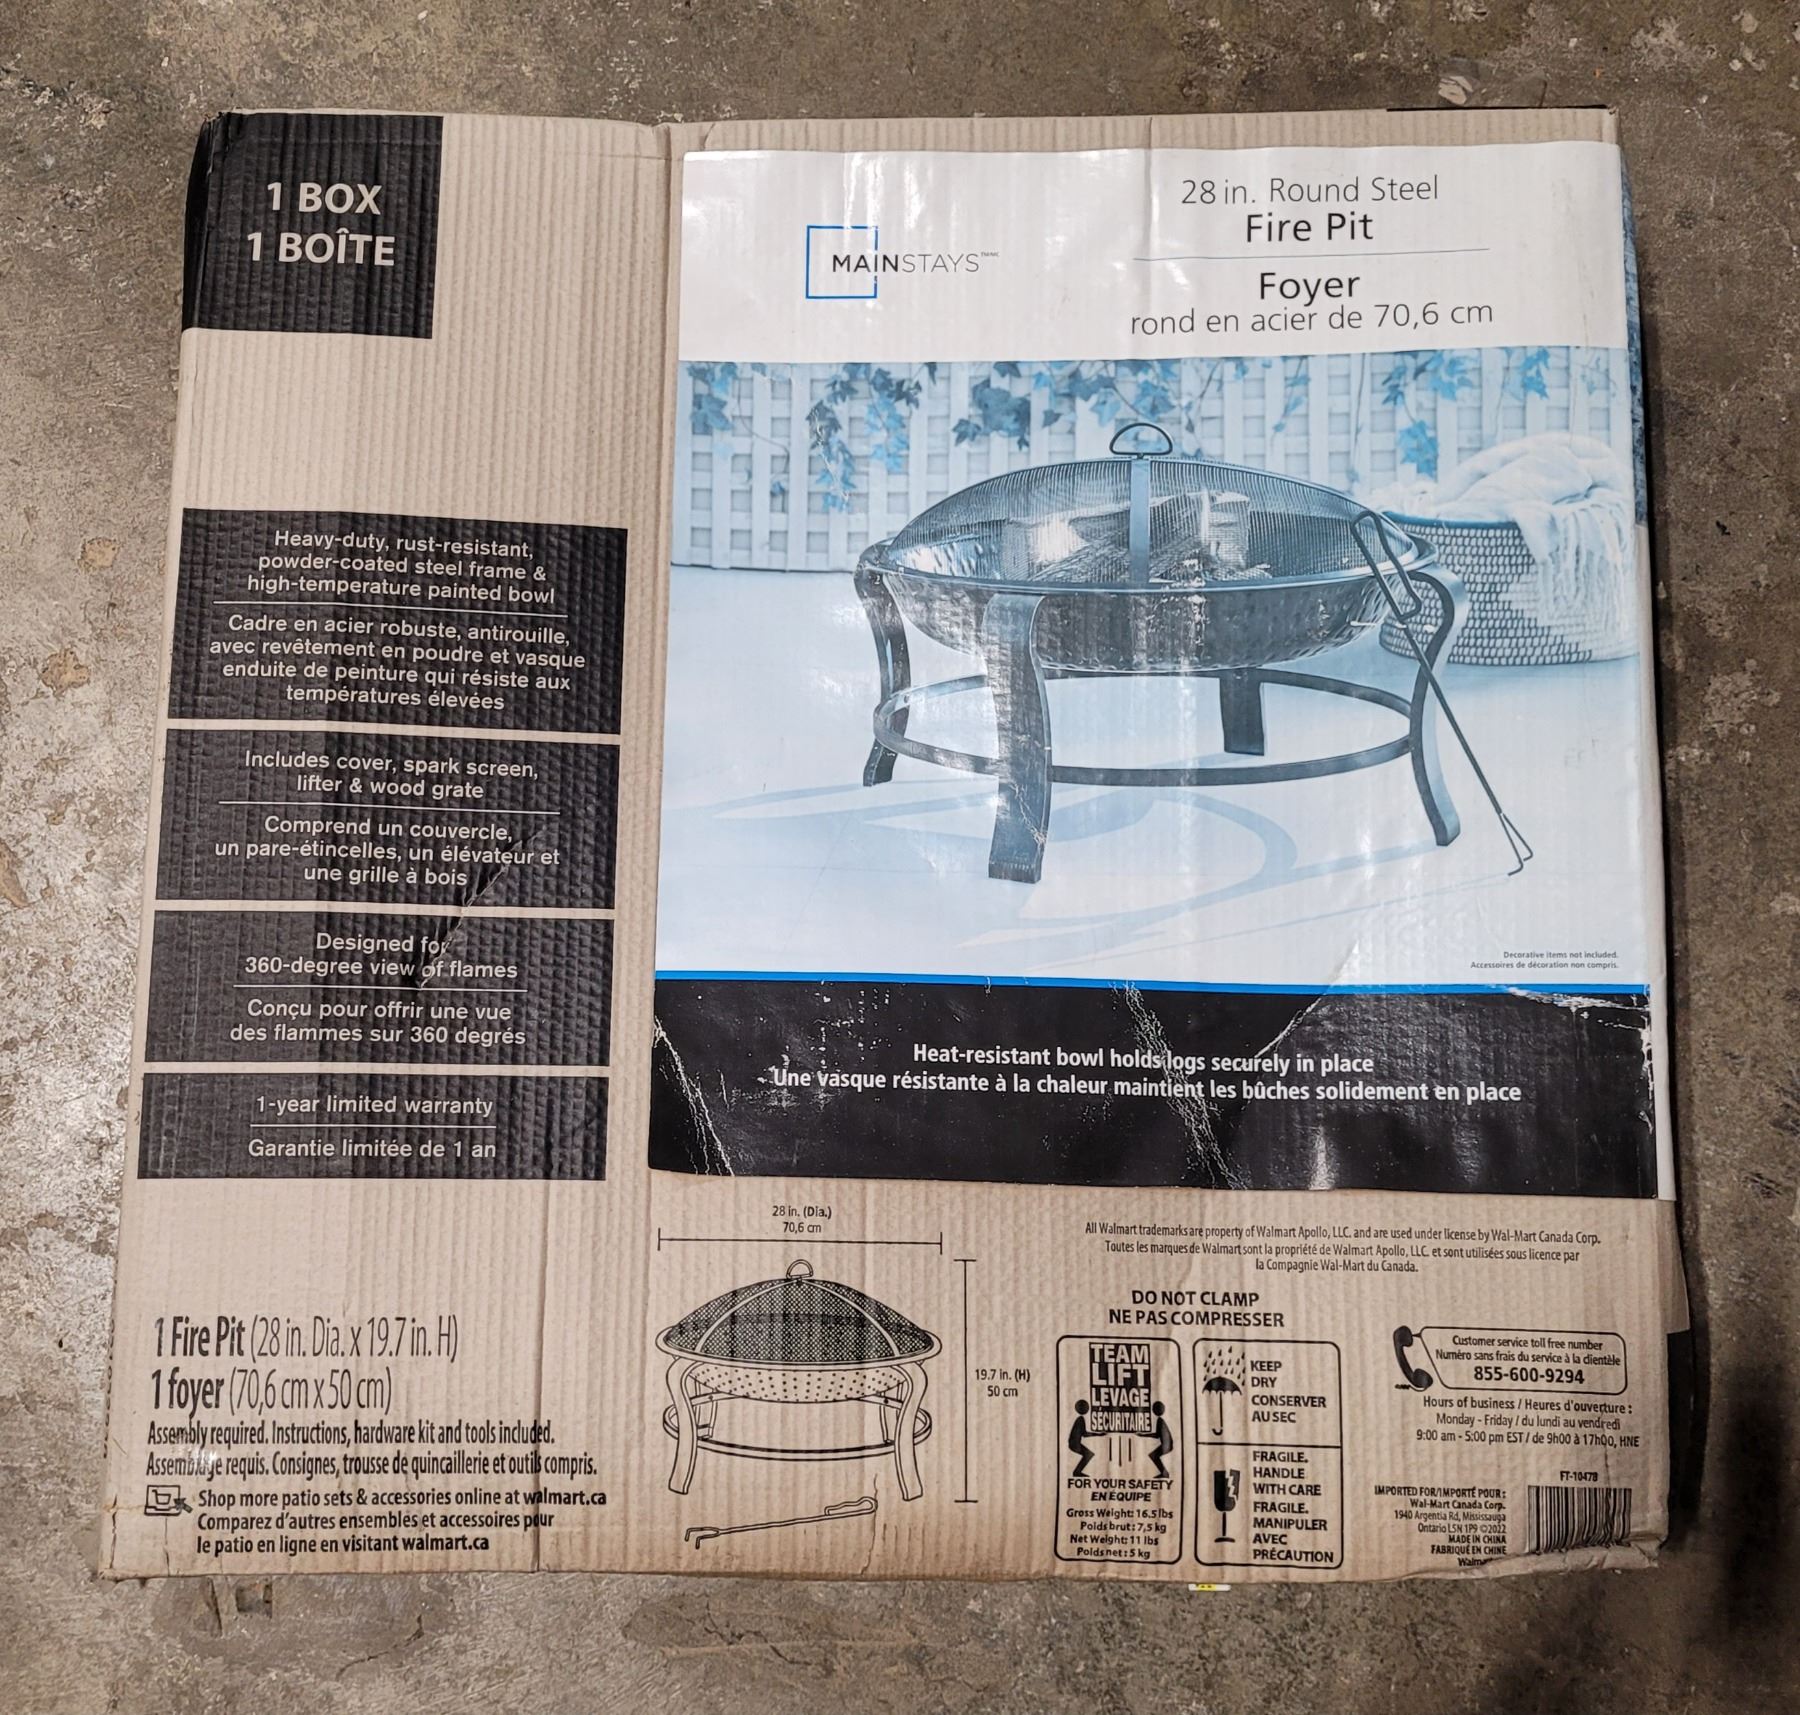 1 BOX
1 BOÎTE
Heavy-duty, rust-resistant,
powder-coated steel frame &
high-temperature painted bowl
Cadre en acier robuste, antirouille,
avec revêtement en poudre et vasque
enduite de peinture qui résiste aux
températures élevées
Includes cover, spark screen,
lifter & wood grate
Comprend un couvercle,
un pare-étincelles, un élévateur et
une grille à bois
Designed for
360-degree view of flames
Conçu pour offrir une vue
des flammes sur 360 degrés
1-year limited warranty
Garantie limitée de 1 an
1 Fire Pit (28 in. Dia. x 19.7 in. H)
1 foyer (70,6 cm x 50 cm)
Assembly required. Instructions, hardware kit and tools included.
Assemblage requis. Consignes, trousse de quincaillerie et outils compris.
Shop more patio sets & accessories online at walmart.ca
Comparez d'autres ensembles et accessoires pour
le patio en ligne en visitant walmart.ca
MAINSTAYS TM/MC
28 in. Round Steel
Fire Pit
Foyer
rond en acier de 70,6 cm
Decorative items not included.
Accessoires de décoration non compris.
Heat-resistant bowl holds logs securely in place
Une vasque résistante à la chaleur maintient les bûches solidement en place
28 in. (Dia.)
70,6 cm
19.7 in. (H)
50 cm
All Walmart trademarks are property of Walmart Apollo, LLC. and are used under license by Wal-Mart Canada Corp.
Toutes les marques de Walmart sont la propriété de Walmart Apollo, LLC. et sont utilisées sous licence par
la Compagnie Wal-Mart du Canada.
DO NOT CLAMP
NE PAS COMPRESSER
TEAM
LIFT
LEVAGE
SÉCURITAIRE
FOR YOUR SAFETY
EN ÉQUIPE
Gross Weight: 16.5 lbs
Poids brut: 7,5 kg
Net Weight: 11 lbs
Poids net: 5 kg
KEEP
DRY
CONSERVER
AU SEC
FRAGILE.
HANDLE
WITH CARE
FRAGILE.
MANIPULER
AVEC
PRÉCAUTION
Customer service toll free number
Numéro sans frais du service à la clientèle
855-600-9294
Hours of business / Heures d'ouverture :
Monday - Friday / du lundi au vendredi
9:00 am - 5:00 pm EST / de 9h00 à 17h00, HNE
FT-10478
IMPORTED FOR/IMPORTÉ POUR :
Wal-Mart Canada Corp.
1940 Argentia Rd, Mississauga
Ontario L5N 1P9 ©2022
MADE IN CHINA
FABRIQUÉ EN CHINE